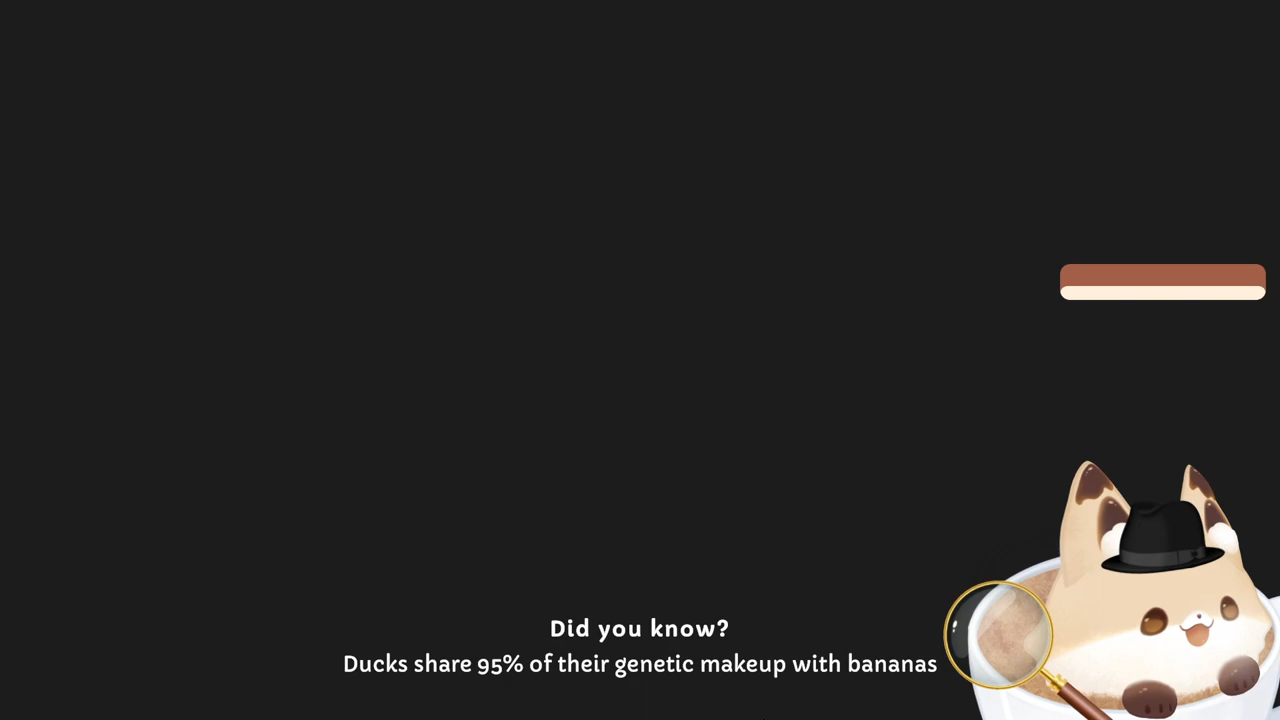 Did you know?
Ducks share 95% of their genetic makeup with bananas